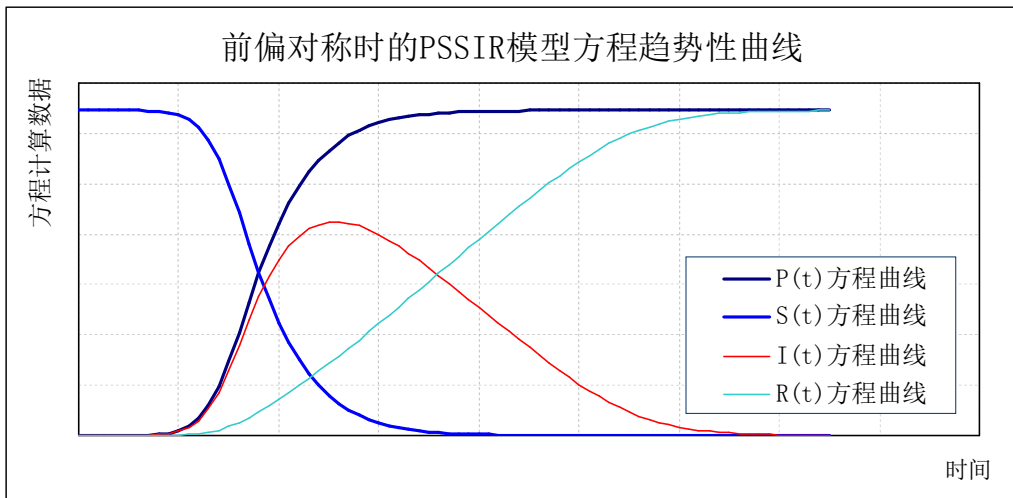 前偏对称时的PSSIR模型方程趋势性曲线
方程计算数据
P(t)方程曲线
S(t)方程曲线
I(t)方程曲线
R(t)方程曲线
时间